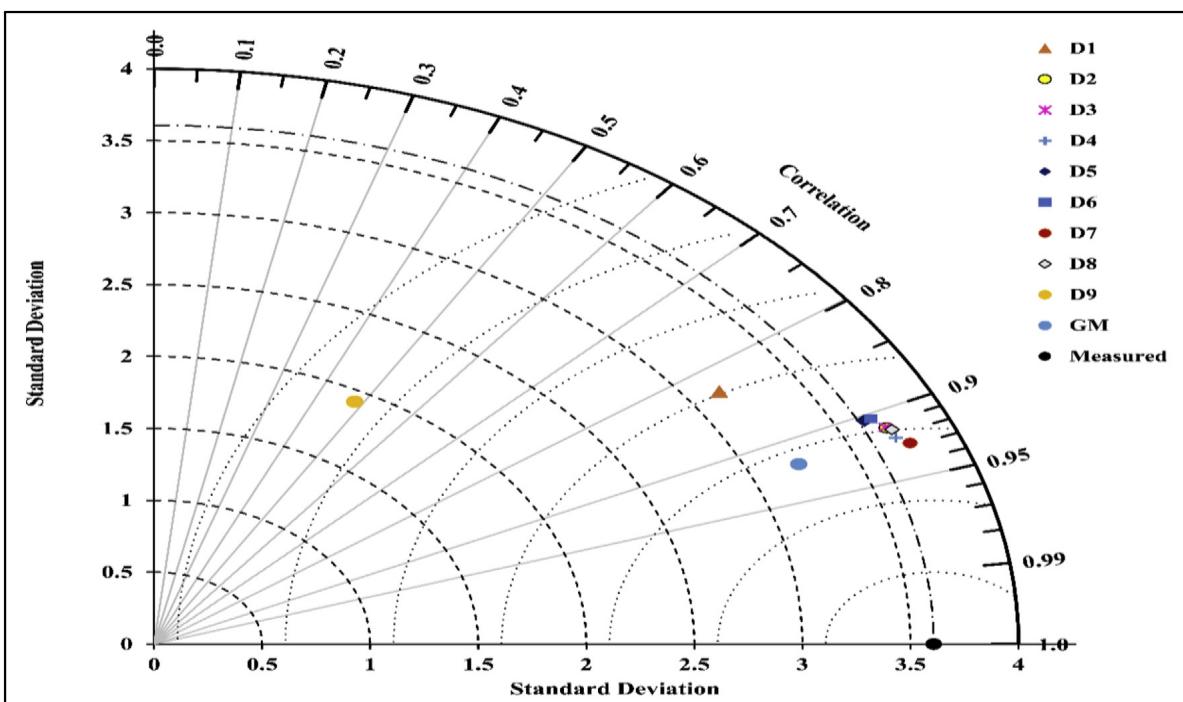 0.0
0.1
0.2
0.3
0.4
0.5
0.6
0.7
0.8
0.9
0.95
0.99
1.0
Correlation
4
3.5
3
2.5
2
1.5
1
0.5
0
Standard Deviation
0
0.5
1
1.5
2
2.5
3
3.5
4
Standard Deviation
D1
D2
D3
D4
D5
D6
D7
D8
D9
GM
Measured